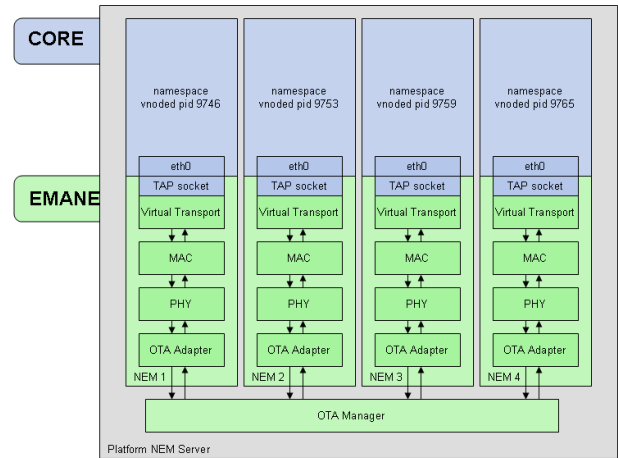 CORE
namespace
vnoded pid 9746
namespace
vnoded pid 9753
namespace
vnoded pid 9759
namespace
vnoded pid 9765
eth0
eth0
eth0
eth0
EMANE
TAP socket
TAP socket
TAP socket
TAP socket
Virtual Transport
Virtual Transport
Virtual Transport
Virtual Transport
MAC
MAC
MAC
MAC
PHY
PHY
PHY
PHY
OTA Adapter
OTA Adapter
OTA Adapter
OTA Adapter
NEM 1
NEM 2
NEM 3
NEM 4
OTA Manager
Platform NEM Server